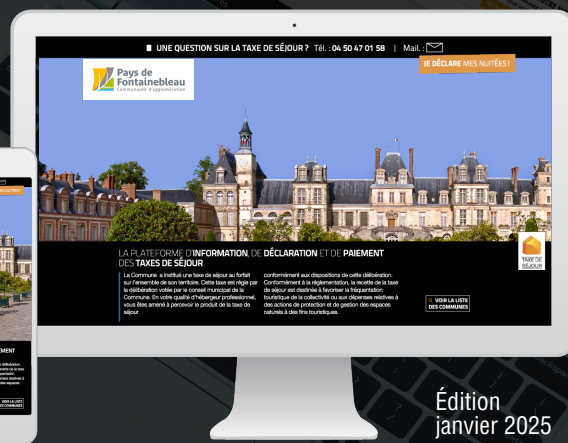 UNE QUESTION SUR LA TAXE DE SÉJOUR ? Tél. : 04 50 47 01 58 | Mail. :
JE DÉCLARE MES NUITÉES !
Pays de
Fontainebleau
Communauté d'agglomération
LA PLATEFORME D'INFORMATION, DE DÉCLARATION ET DE PAIEMENT
DES TAXES DE SÉJOUR
La Commune a institué une taxe de séjour au forfait
sur l'ensemble de son territoire. Cette taxe est régie par
la délibération votée par le conseil municipal de la
Commune. En votre qualité d'hébergeur professionnel,
vous êtes amené à percevoir le produit de la taxe de
séjour
conformément aux dispositions de cette délibération.
Conformément à la réglementation, la recette de la taxe
de séjour est destinée à favoriser la fréquentation
touristique de la collectivité ou aux dépenses relatives à
des actions de protection et de gestion des espaces
naturels à des fins touristiques.
TAXE DE
SÉJOUR
VOIR LA LISTE
DES COMMUNES
Édition
janvier 2025